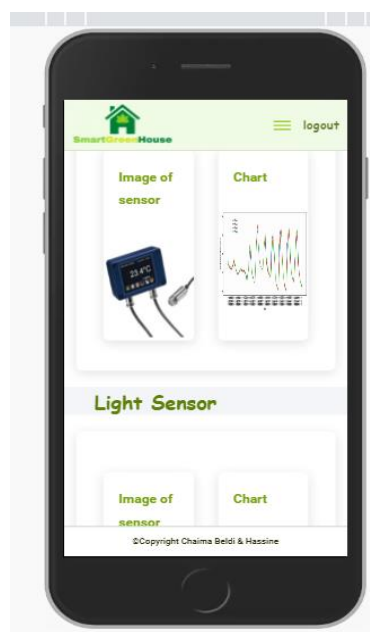 SmartGreenHouse
logout
Image of
sensor
Chart
23.4°C
Light Sensor
Image of
sensor
Chart
©Copyright Chaima Beldi & Hassine